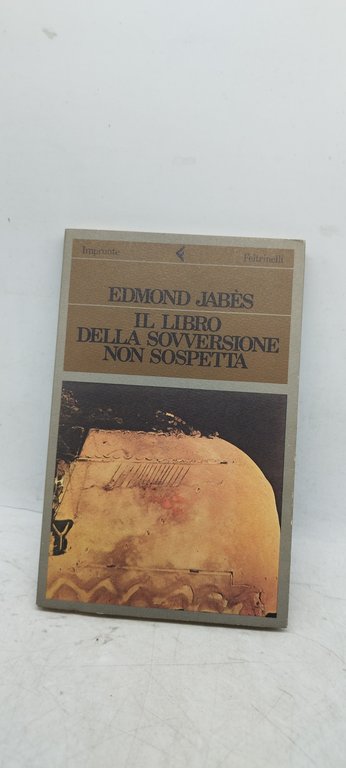 Impronte Feltrinelli
EDMOND JABÈS
IL LIBRO
DELLA SOVVERSIONE
NON SOSPETTA